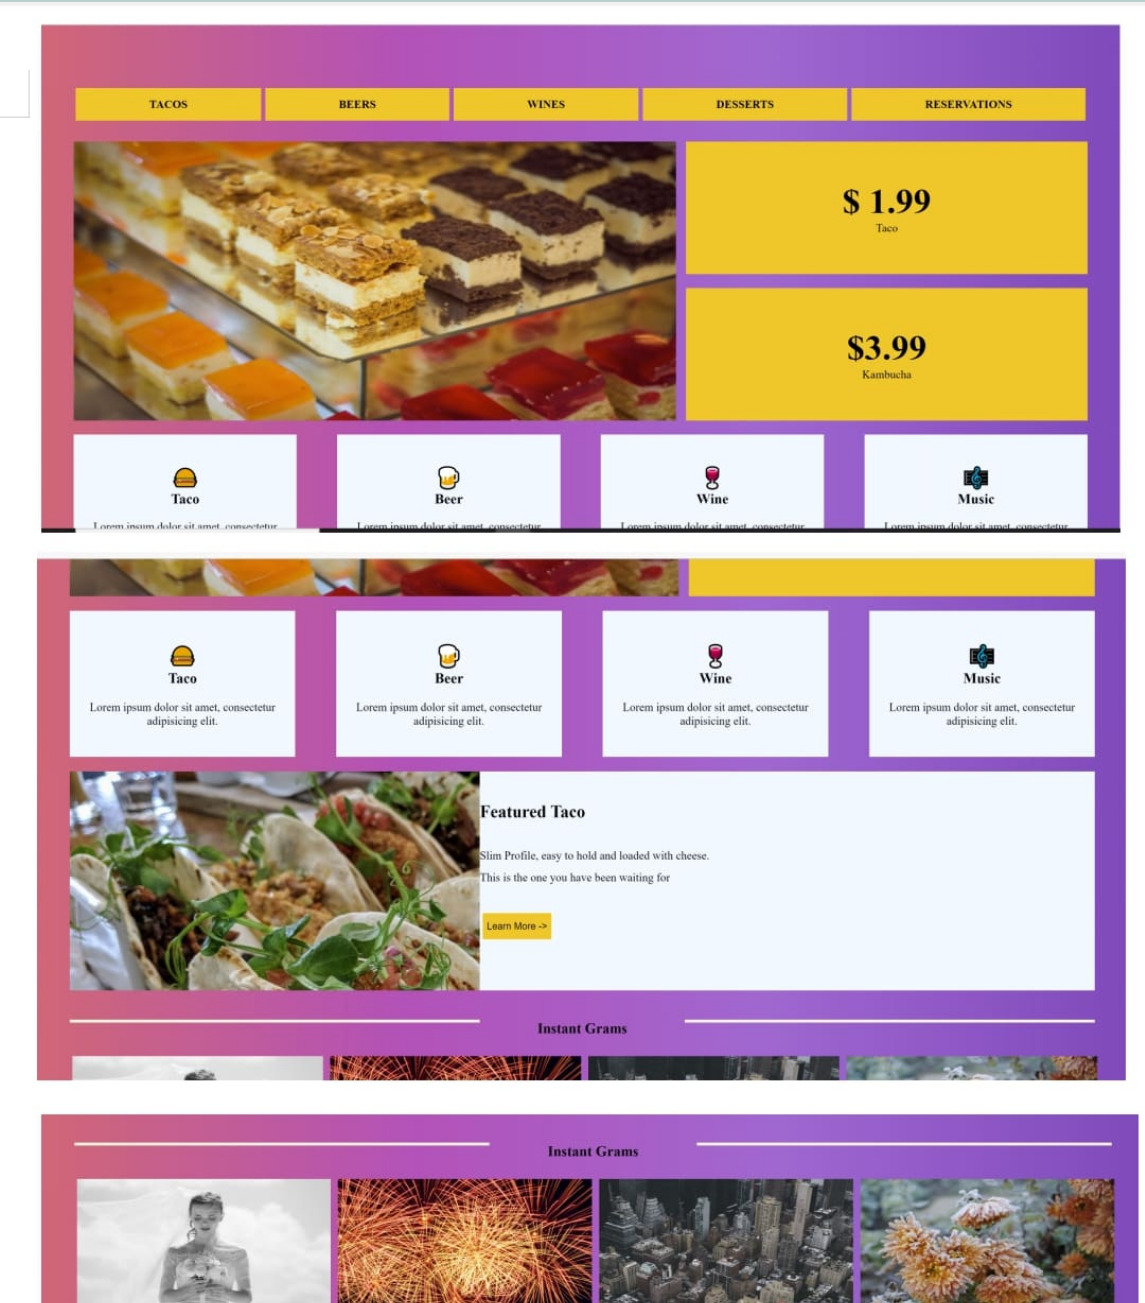 TACOS BEERS WINES DESSERTS RESERVATIONS
$ 1.99
Taco
$3.99
Kambucha
Taco Beer Wine Music
Lorem ipsum dolor sit amet, consectetur Lorem ipsum dolor sit amet, consectetur Lorem ipsum dolor sit amet, consectetur Lorem ipsum dolor sit amet, consectetur
Taco
Lorem ipsum dolor sit amet, consectetur
adipisicing elit.
Beer
Lorem ipsum dolor sit amet, consectetur
adipisicing elit.
Wine
Lorem ipsum dolor sit amet, consectetur
adipisicing elit.
Music
Lorem ipsum dolor sit amet, consectetur
adipisicing elit.
Featured Taco
Slim Profile, easy to hold and loaded with cheese.
This is the one you have been waiting for
Learn More ->
Instant Grams
Instant Grams